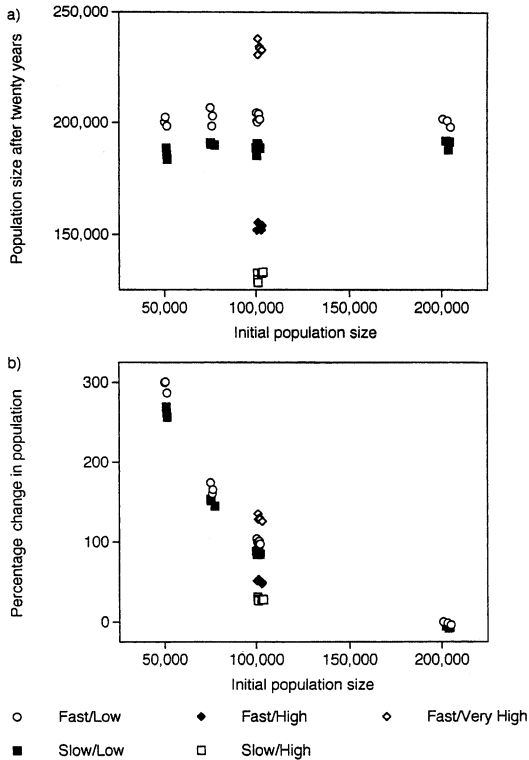 a)
Population size after twenty years
250,000
200,000
150,000
50,000 100,000 150,000 200,000
Initial population size
b)
Percentage change in population
300
200
100
0
50,000 100,000 150,000 200,000
Initial population size
Fast/Low Fast/High Fast/Very High
Slow/Low Slow/High